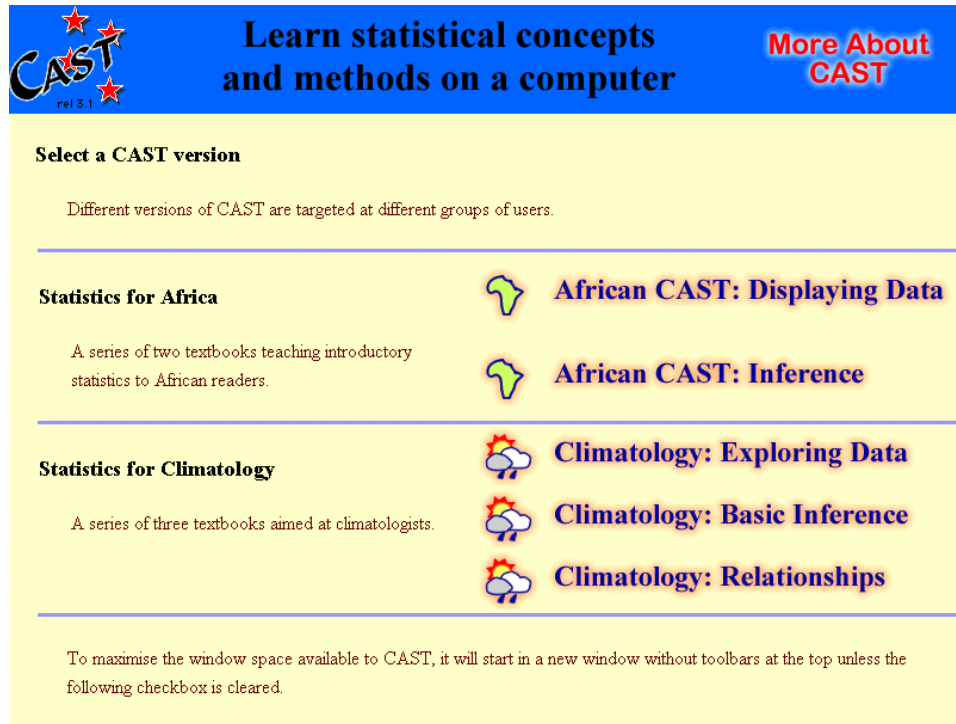 CAST
rel 3.1
Learn statistical concepts
and methods on a computer
More About
CAST
Select a CAST version
Different versions of CAST are targeted at different groups of users.
Statistics for Africa
A series of two textbooks teaching introductory
statistics to African readers.
African CAST: Displaying Data
African CAST: Inference
Statistics for Climatology
A series of three textbooks aimed at climatologists.
Climatology: Exploring Data
Climatology: Basic Inference
Climatology: Relationships
To maximise the window space available to CAST, it will start in a new window without toolbars at the top unless the
following checkbox is cleared.